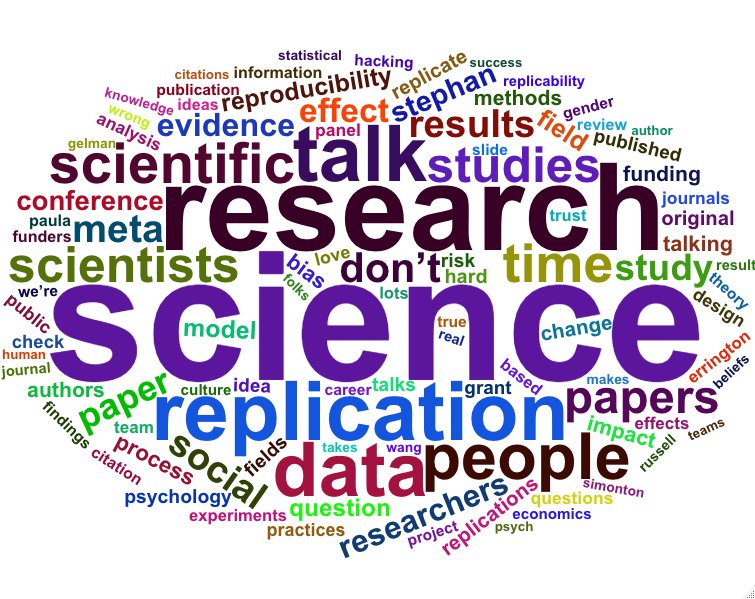 statistical
hacking
success
citations
information
replicate
replicability
publication
reproducibility
stephan
methods
knowledge
ideas
effect
gender
wrong
evidence
panel
results
field
review
author
analysis
published
gelman
scientific
talk
studies
slide
funding
conference
research
trust
journals
paula
meta
original
funders
talking
scientists
bias
love
don't
risk
time
study
result
folks
hard
theory
we're
lots
design
public
science
model
true
change
real
check
errington
human
journal
beliefs
authors
paper
culture
idea
career
talks
grant
based
makes
papers
findings
team
replication
impact
effects
teams
process
social
fields
takes
wang
people
russell
citation
data
simonton
psychology
researchers
replications
questions
question
experiments
economics
practices
project
psych